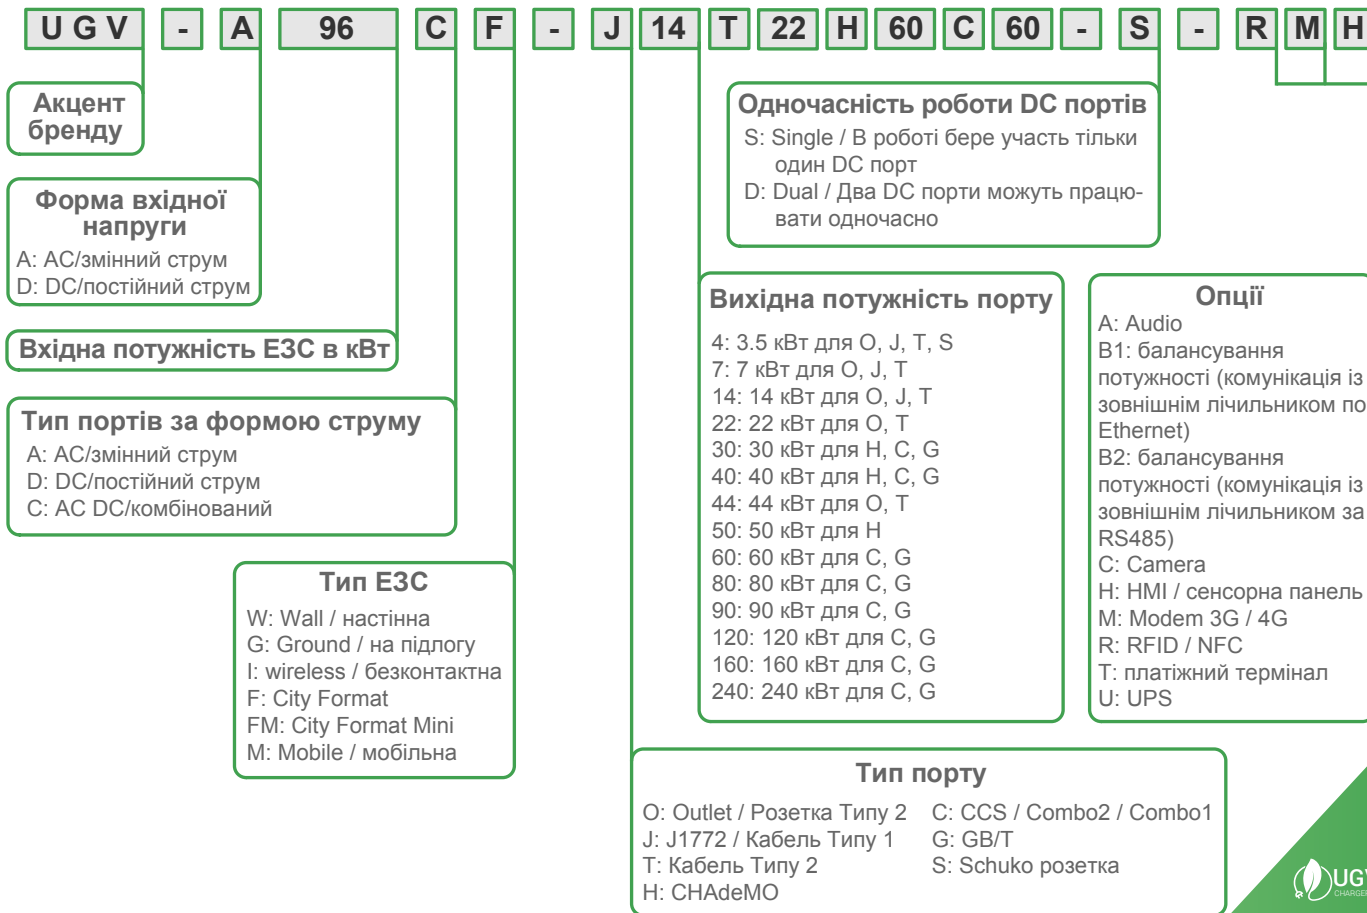 UGV - A 96 C F - J 14 T 22 H 60 C 60 - S - R M H
Акцент
бренду
Форма вхідної
напруги
A: AC/змінний струм
D: DC/постійний струм
Вхідна потужність ЕЗС в кВт
Тип портів за формою струму
A: AC/змінний струм
D: DC/постійний струм
C: AC DC/комбінований
Тип ЕЗС
W: Wall / настінна
G: Ground / на підлогу
I: wireless / безконтактна
F: City Format
FM: City Format Mini
M: Mobile / мобільна
Одночасність роботи DC портів
S: Single / В роботі бере участь тільки
один DC порт
D: Dual / Два DC порти можуть працю-
вати одночасно
Вихідна потужність порту
4: 3.5 кВт для O, J, T, S
7: 7 кВт для O, J, T
14: 14 кВт для O, J, T
22: 22 кВт для O, T
30: 30 кВт для H, C, G
40: 40 кВт для H, C, G
44: 44 кВт для O, T
50: 50 кВт для H
60: 60 кВт для C, G
80: 80 кВт для C, G
90: 90 кВт для C, G
120: 120 кВт для C, G
160: 160 кВт для C, G
240: 240 кВт для C, G
Опції
A: Audio
B1: балансування
потужності (комунікація із
зовнішнім лічильником по
Ethernet)
B2: балансування
потужності (комунікація із
зовнішнім лічильником за
RS485)
C: Camera
H: HMI / сенсорна панель
M: Modem 3G / 4G
R: RFID / NFC
T: платіжний термінал
U: UPS
Тип порту
O: Outlet / Розетка Типу 2
J: J1772 / Кабель Типу 1
T: Кабель Типу 2
H: CHAdeMO
C: CCS / Combo2 / Combo1
G: GB/T
S: Schuko розетка